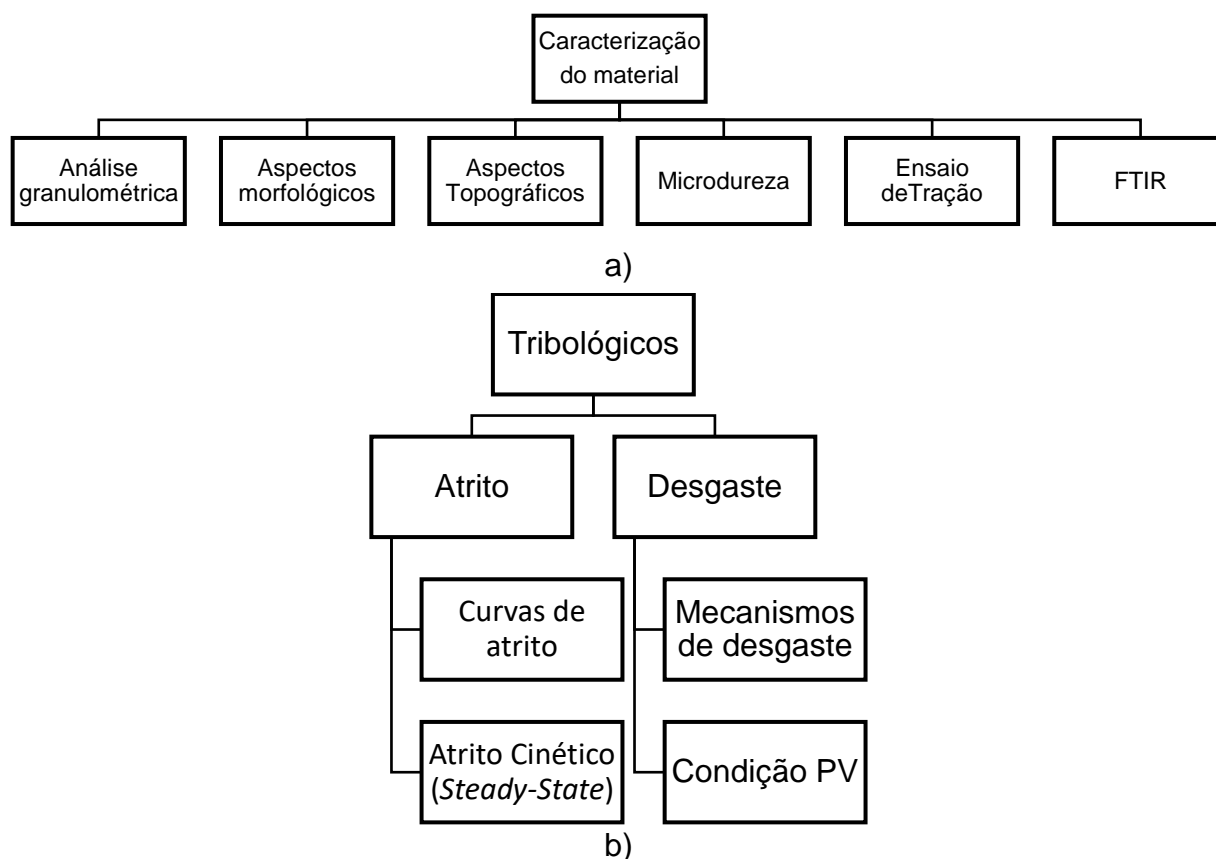 Caracterização
do material
Análise
granulométrica
Aspectos
morfológicos
Aspectos
Topográficos
Microdureza
Ensaio
deTração
FTIR
a)
Tribológicos
Atrito
Desgaste
Curvas de
atrito
Mecanismos
de desgaste
Atrito Cinético
(Steady-State)
Condição PV
b)